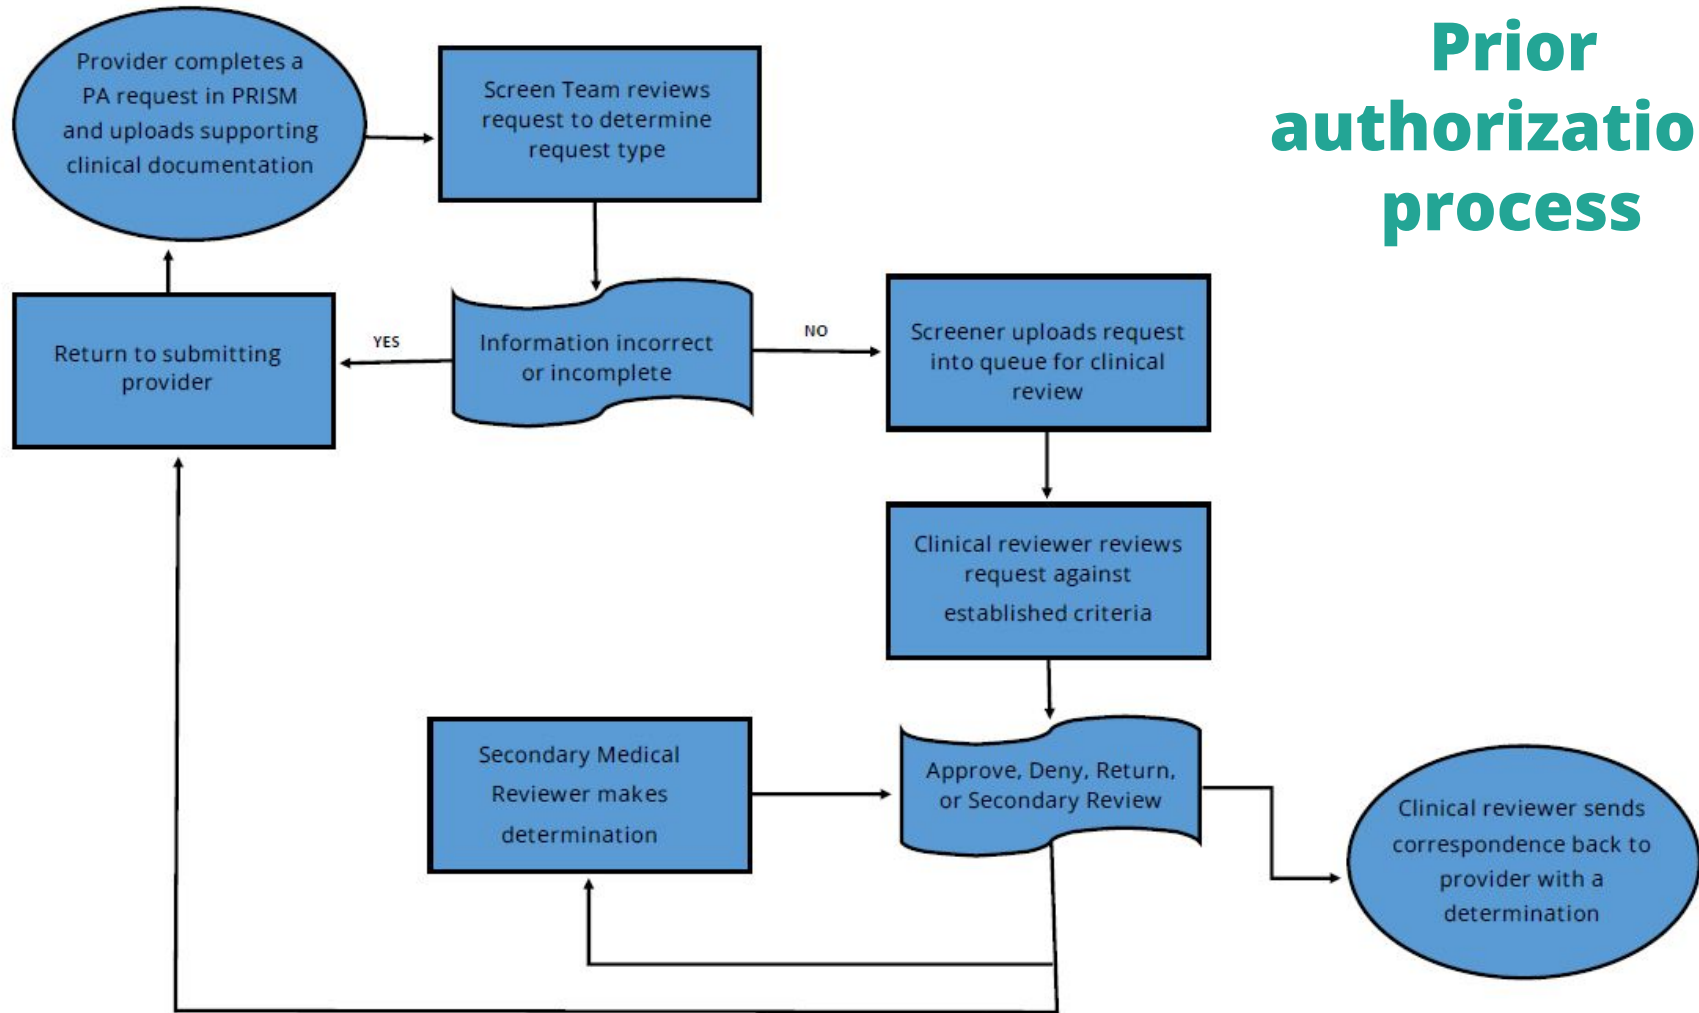 Prior
authorizatio
process
Provider completes a
PA request in PRISM
and uploads supporting
clinical documentation
Screen Team reviews
request to determine
request type
Return to submitting
provider
YES
Information incorrect
or incomplete
NO
Screener uploads request
into queue for clinical
review
Clinical reviewer reviews
request against
established criteria
Secondary Medical
Reviewer makes
determination
Approve, Deny, Return,
or Secondary Review
Clinical reviewer sends
correspondence back to
provider with a
determination